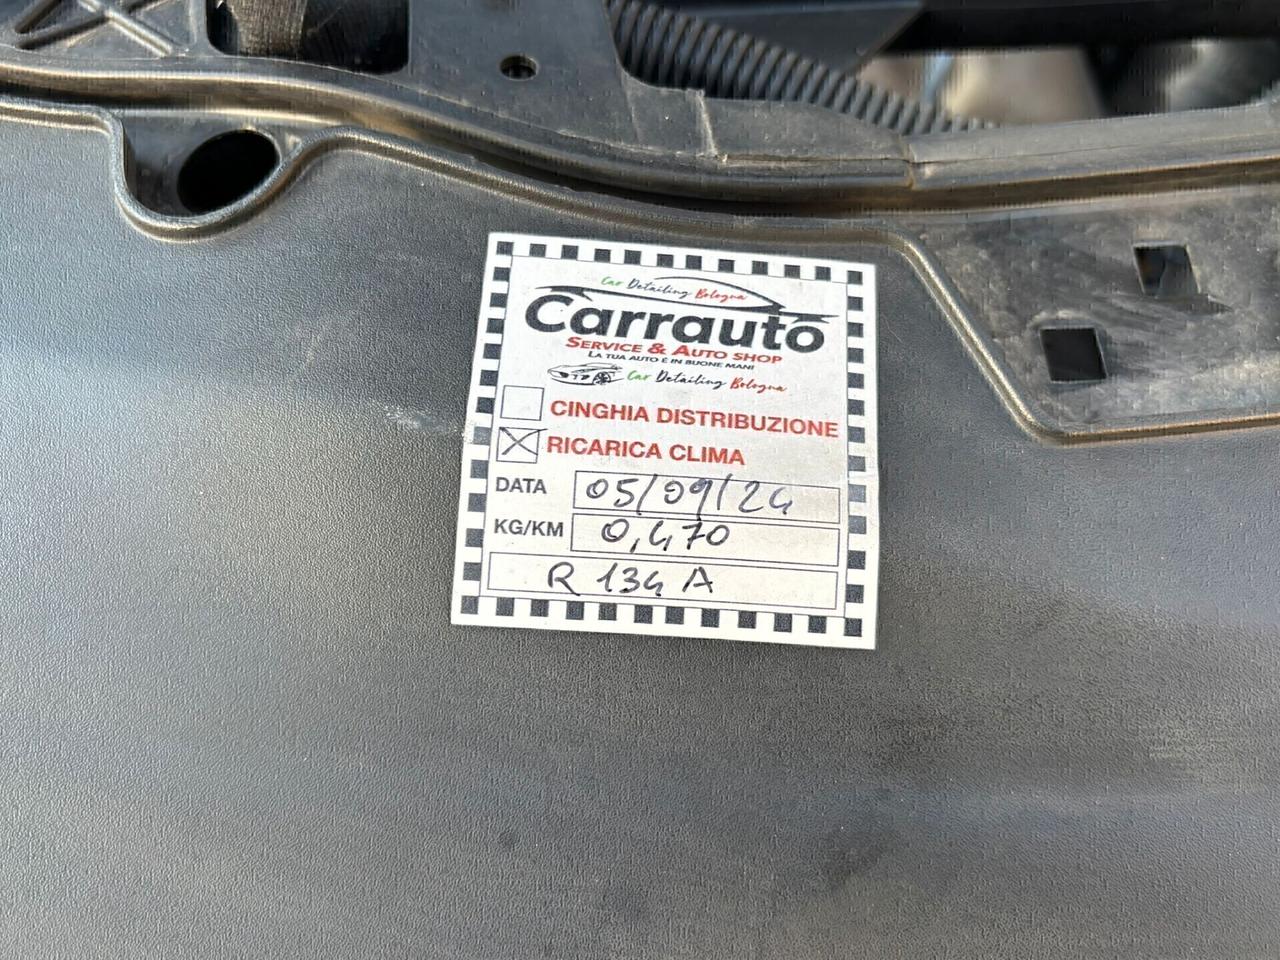 Car Detailing Bologna
Carrauto
SERVICE & AUTO SHOP
LA TUA AUTO È IN BUONE MANI
Car Detailing Bologna
CINGHIA DISTRIBUZIONE
RICARICA CLIMA
DATA 05/09/24
KG/KM 0,470
R 134 A